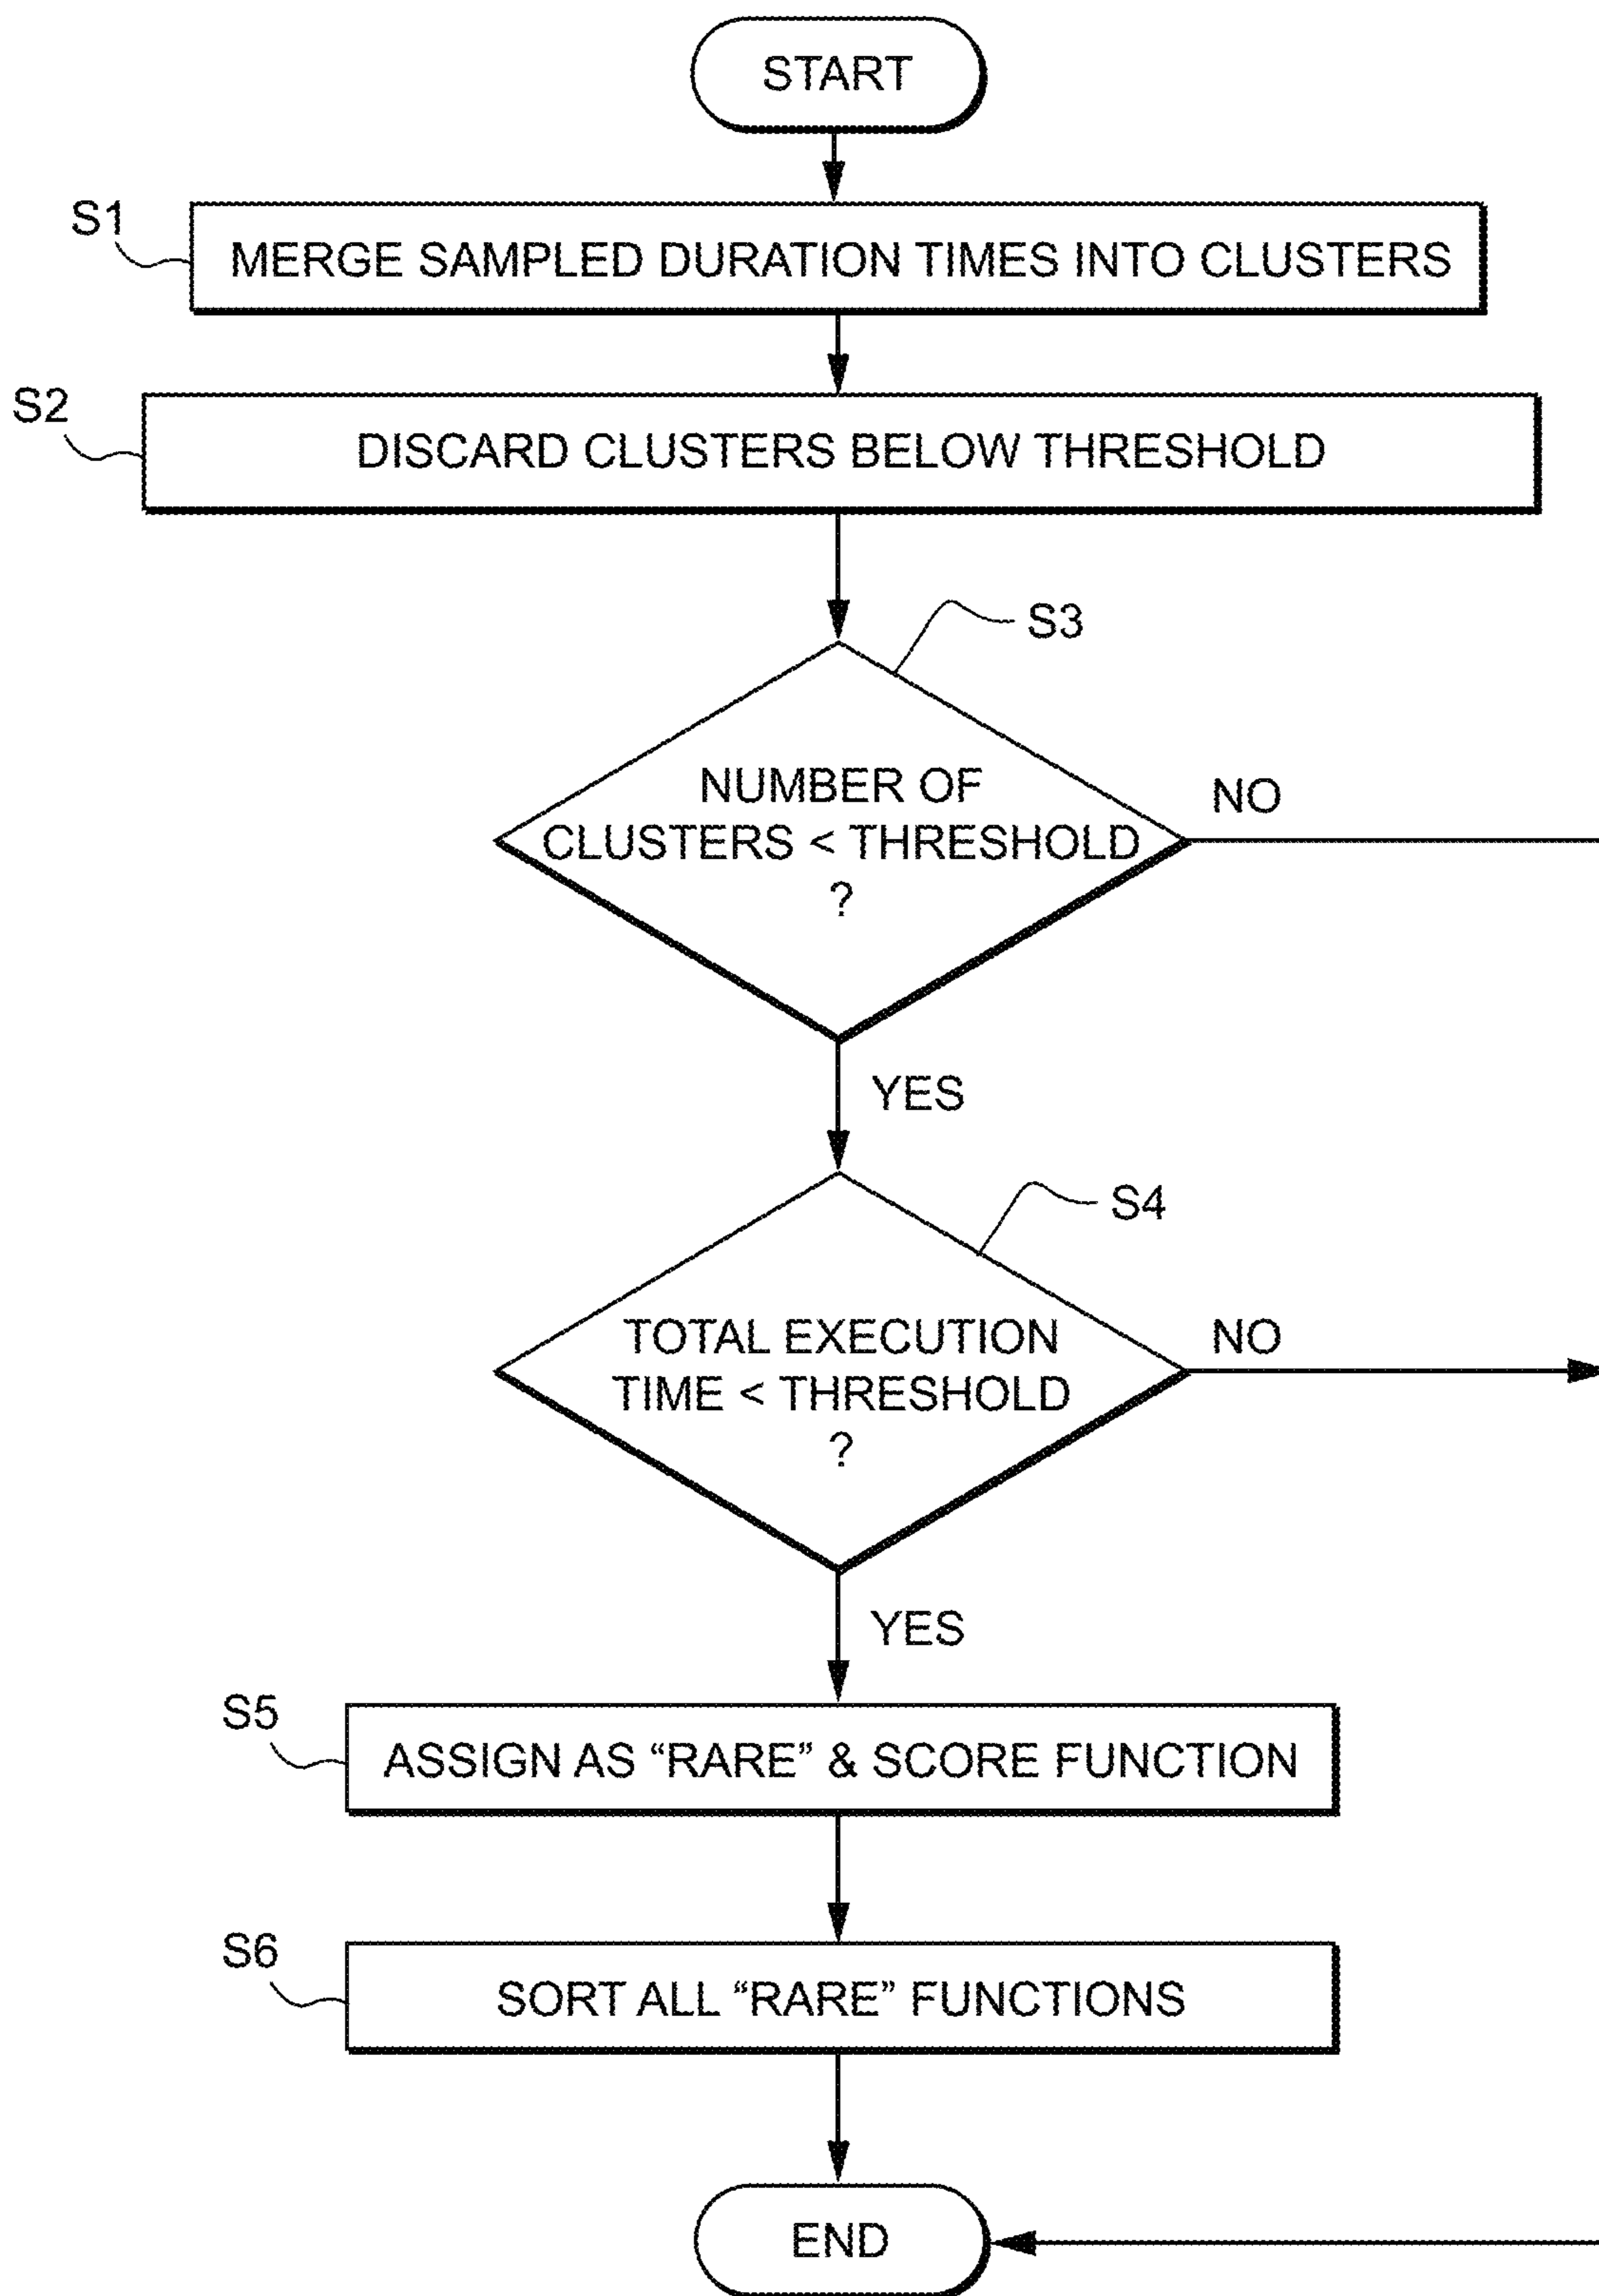 START
S1
MERGE SAMPLED DURATION TIMES INTO CLUSTERS
S2
DISCARD CLUSTERS BELOW THRESHOLD
S3
NUMBER OF
CLUSTERS < THRESHOLD
?
NO
YES
S4
TOTAL EXECUTION
TIME < THRESHOLD
?
NO
YES
S5
ASSIGN AS “RARE” & SCORE FUNCTION
S6
SORT ALL “RARE” FUNCTIONS
END